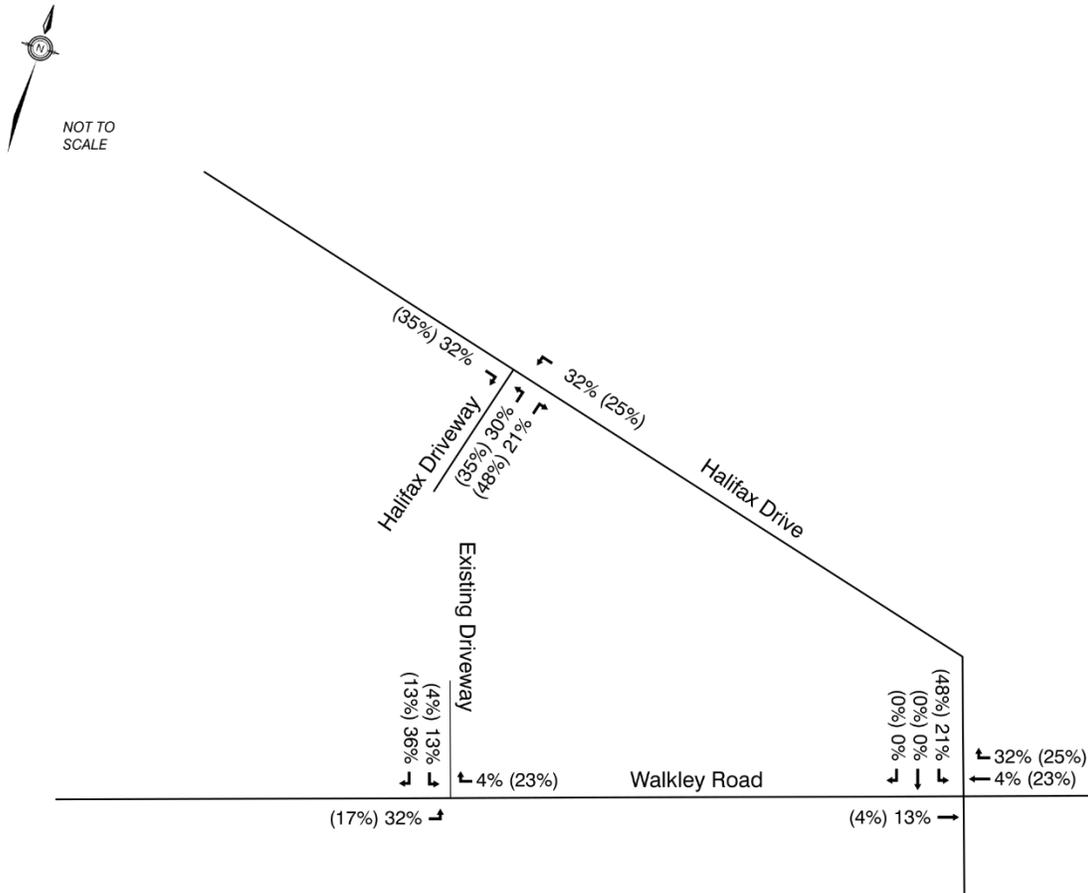 N
NOT TO
SCALE
(35%) 32%
32% (25%)
Halifax Driveway
(35%) 30%
(48%) 21%
Halifax Drive
Existing Driveway
(13%) 36%
(4%) 13%
4% (23%)
(17%) 32%
Walkley Road
(0%) 0%
(0%) 0%
(48%) 21%
32% (25%)
4% (23%)
(4%) 13%